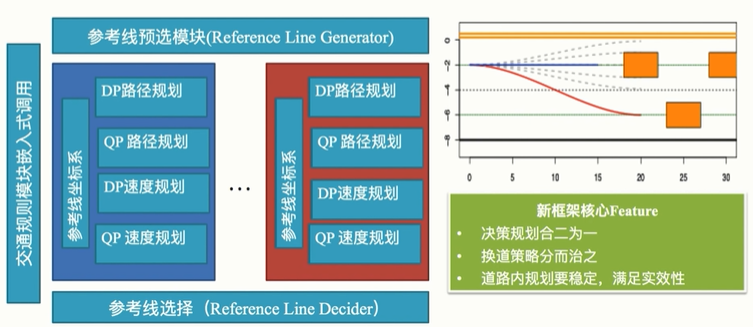 交通规则模块嵌入式调用
参考线预选模块(Reference Line Generator)
参考线坐标系
DP路径规划
QP 路径规划
DP速度规划
QP 速度规划
...
参考线坐标系
DP路径规划
QP 路径规划
DP速度规划
QP 速度规划
参考线选择（Reference Line Decider）
0
-2
-4
-6
-8
0
5
10
15
20
25
30
新框架核心Feature
• 决策规划合二为一
• 换道策略分而治之
• 道路内规划要稳定，满足实效性